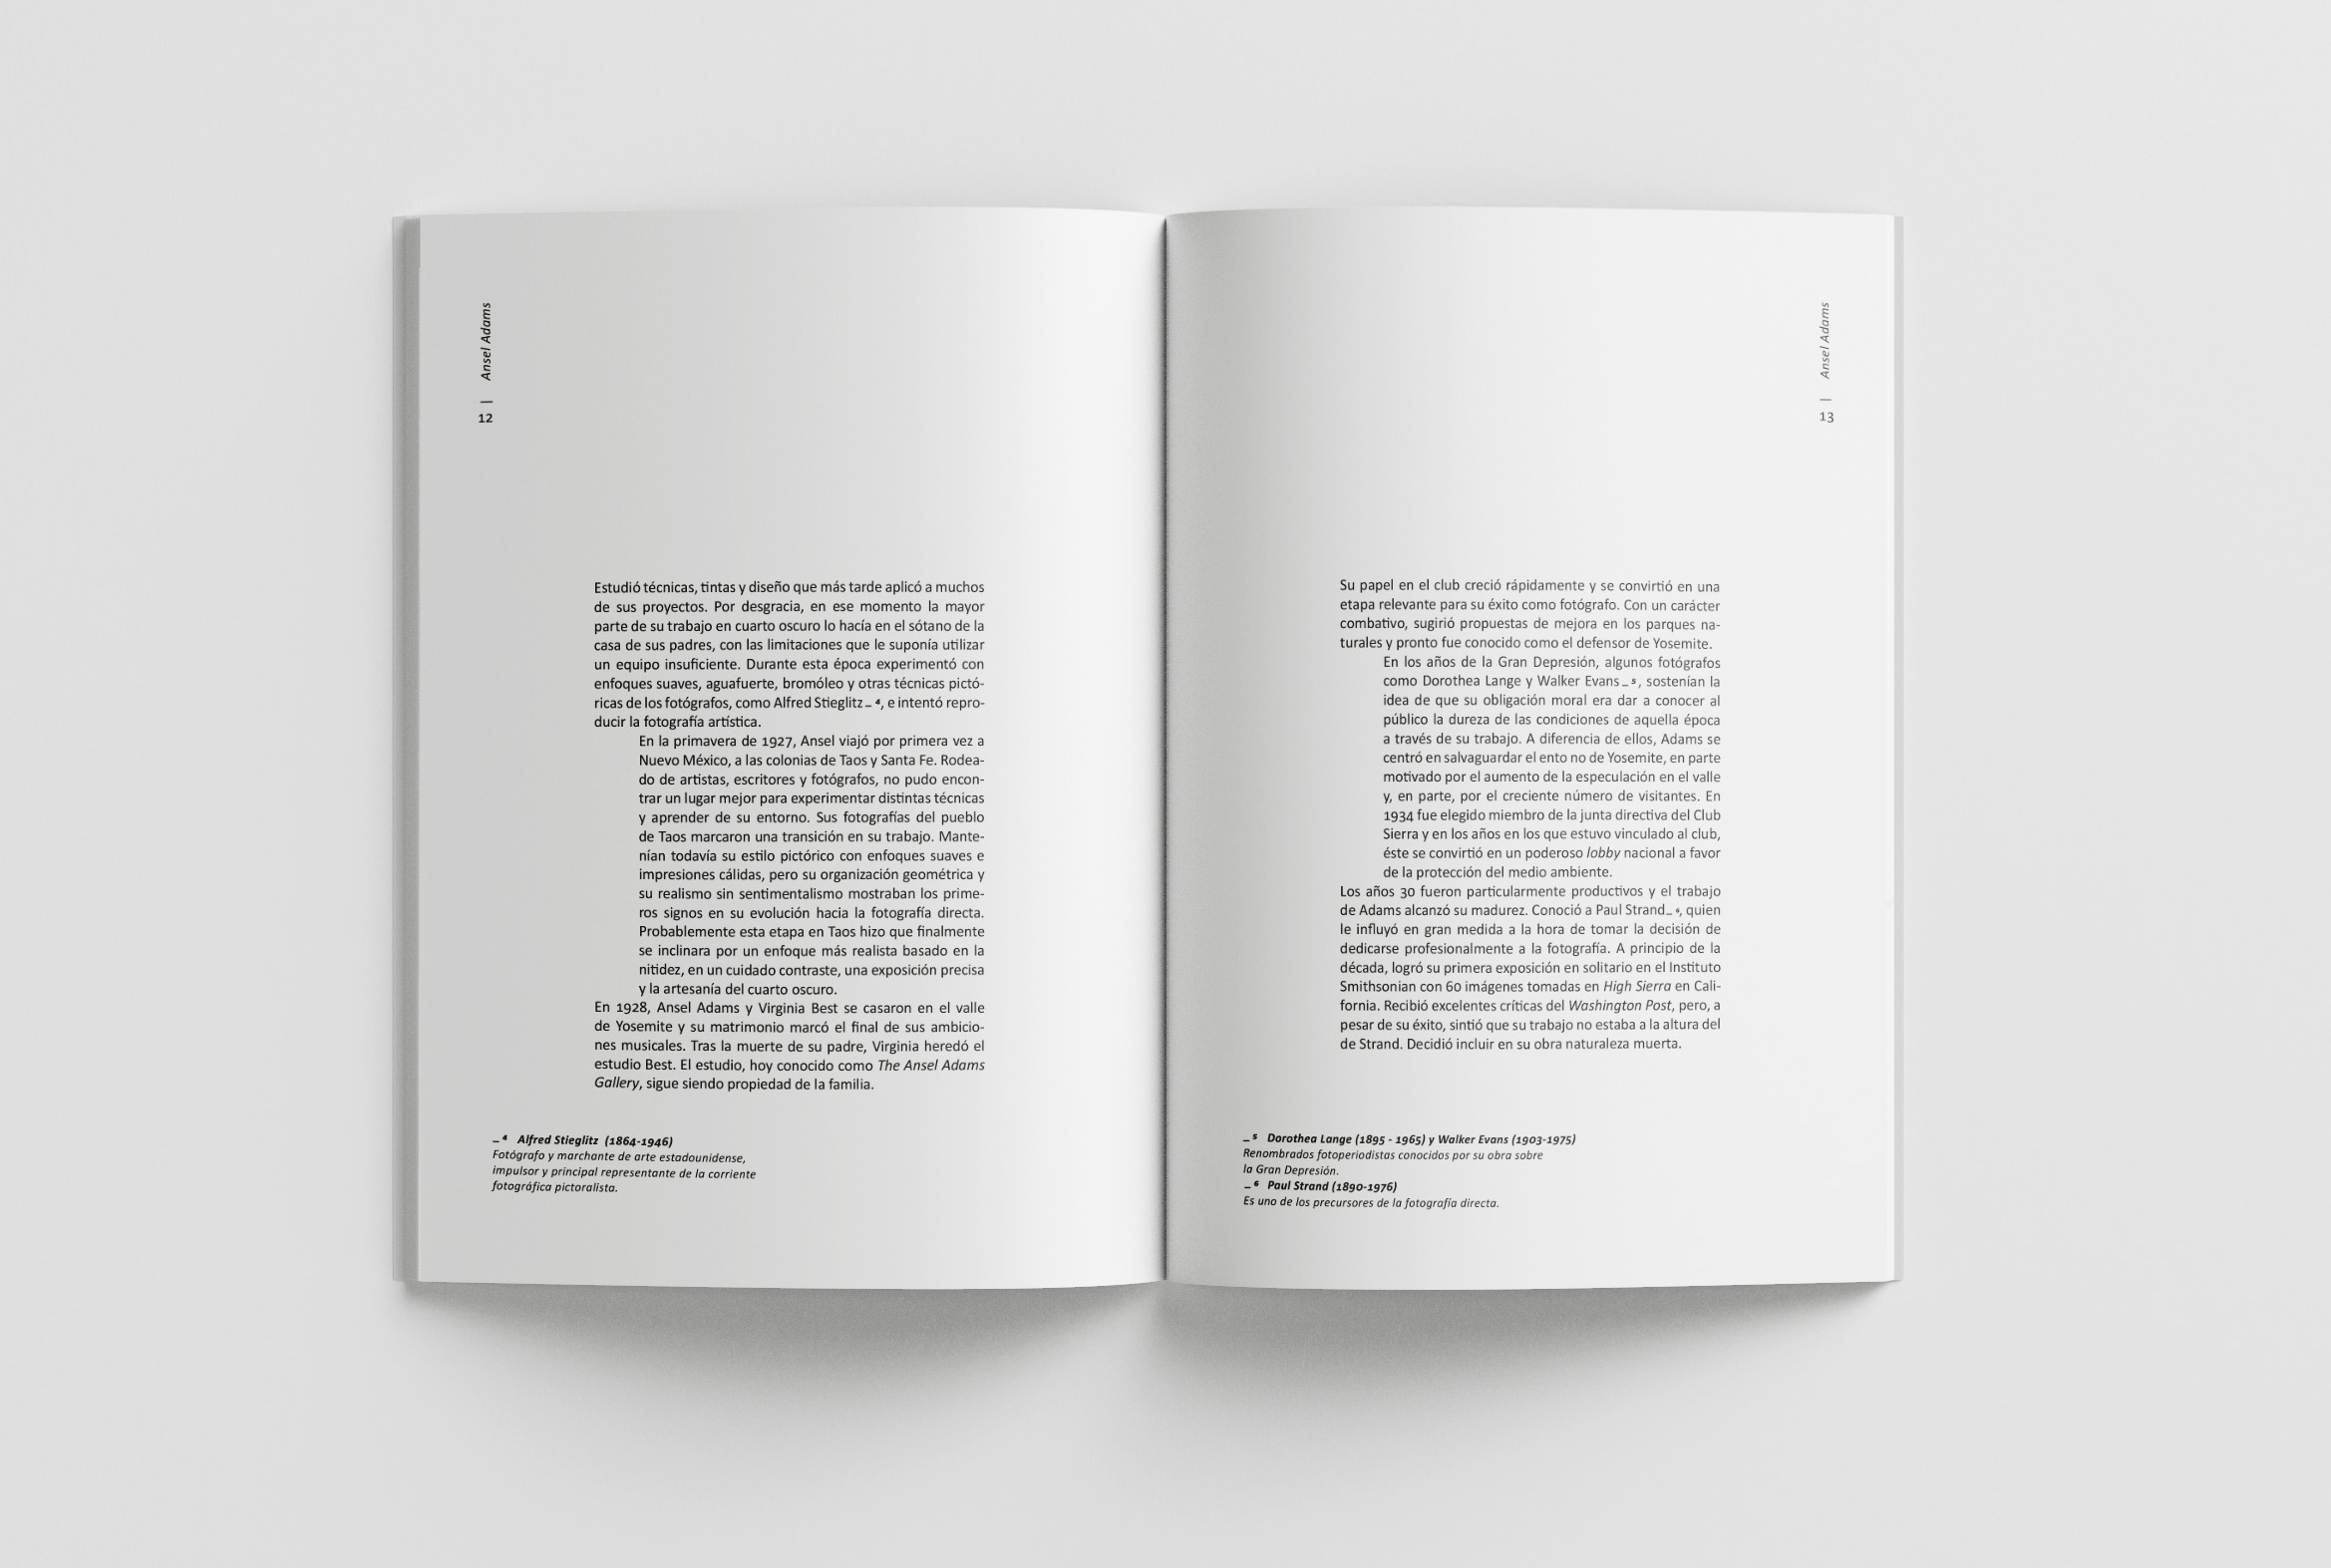 Ansel Adams
|
12
Estudió técnicas, tintas y diseño que más tarde aplicó a muchos
de sus proyectos. Por desgracia, en ese momento la mayor
parte de su trabajo en cuarto oscuro lo hacía en el sótano de la
casa de sus padres, con las limitaciones que le suponía utilizar
un equipo insuficiente. Durante esta época experimentó con
enfoques suaves, aguafuerte, bromóleo y otras técnicas pictó-
ricas de los fotógrafos, como Alfred Stieglitz_ ⁴, e intentó repro-
ducir la fotografía artística.
En la primavera de 1927, Ansel viajó por primera vez a
Nuevo México, a las colonias de Taos y Santa Fe. Rodea-
do de artistas, escritores y fotógrafos, no pudo encon-
trar un lugar mejor para experimentar distintas técnicas
y aprender de su entorno. Sus fotografías del pueblo
de Taos marcaron una transición en su trabajo. Mante-
nían todavía su estilo pictórico con enfoques suaves e
impresiones cálidas, pero su organización geométrica y
su realismo sin sentimentalismo mostraban los prime-
ros signos en su evolución hacia la fotografía directa.
Probablemente esta etapa en Taos hizo que finalmente
se inclinara por un enfoque más realista basado en la
nitidez, en un cuidado contraste, una exposición precisa
y la artesanía del cuarto oscuro.
En 1928, Ansel Adams y Virginia Best se casaron en el valle
de Yosemite y su matrimonio marcó el final de sus ambicio-
nes musicales. Tras la muerte de su padre, Virginia heredó el
estudio Best. El estudio, hoy conocido como The Ansel Adams
Gallery, sigue siendo propiedad de la familia.
_ ⁴ Alfred Stieglitz (1864-1946)
Fotógrafo y marchante de arte estadounidense,
impulsor y principal representante de la corriente
fotográfica pictoralista.
Ansel Adams
|
13
Su papel en el club creció rápidamente y se convirtió en una
etapa relevante para su éxito como fotógrafo. Con un carácter
combativo, sugirió propuestas de mejora en los parques na-
turales y pronto fue conocido como el defensor de Yosemite.
En los años de la Gran Depresión, algunos fotógrafos
como Dorothea Lange y Walker Evans_ ⁵, sostenían la
idea de que su obligación moral era dar a conocer al
público la dureza de las condiciones de aquella época
a través de su trabajo. A diferencia de ellos, Adams se
centró en salvaguardar el ento no de Yosemite, en parte
motivado por el aumento de la especulación en el valle
y, en parte, por el creciente número de visitantes. En
1934 fue elegido miembro de la junta directiva del Club
Sierra y en los años en los que estuvo vinculado al club,
éste se convirtió en un poderoso lobby nacional a favor
de la protección del medio ambiente.
Los años 30 fueron particularmente productivos y el trabajo
de Adams alcanzó su madurez. Conoció a Paul Strand_ ⁶, quien
le influyó en gran medida a la hora de tomar la decisión de
dedicarse profesionalmente a la fotografía. A principio de la
década, logró su primera exposición en solitario en el Instituto
Smithsonian con 60 imágenes tomadas en High Sierra en Cali-
fornia. Recibió excelentes críticas del Washington Post, pero, a
pesar de su éxito, sintió que su trabajo no estaba a la altura del
de Strand. Decidió incluir en su obra naturaleza muerta.
_ ⁵ Dorothea Lange (1895 - 1965) y Walker Evans (1903-1975)
Renombrados fotoperiodistas conocidos por su obra sobre
la Gran Depresión.
_ ⁶ Paul Strand (1890-1976)
Es uno de los precursores de la fotografía directa.